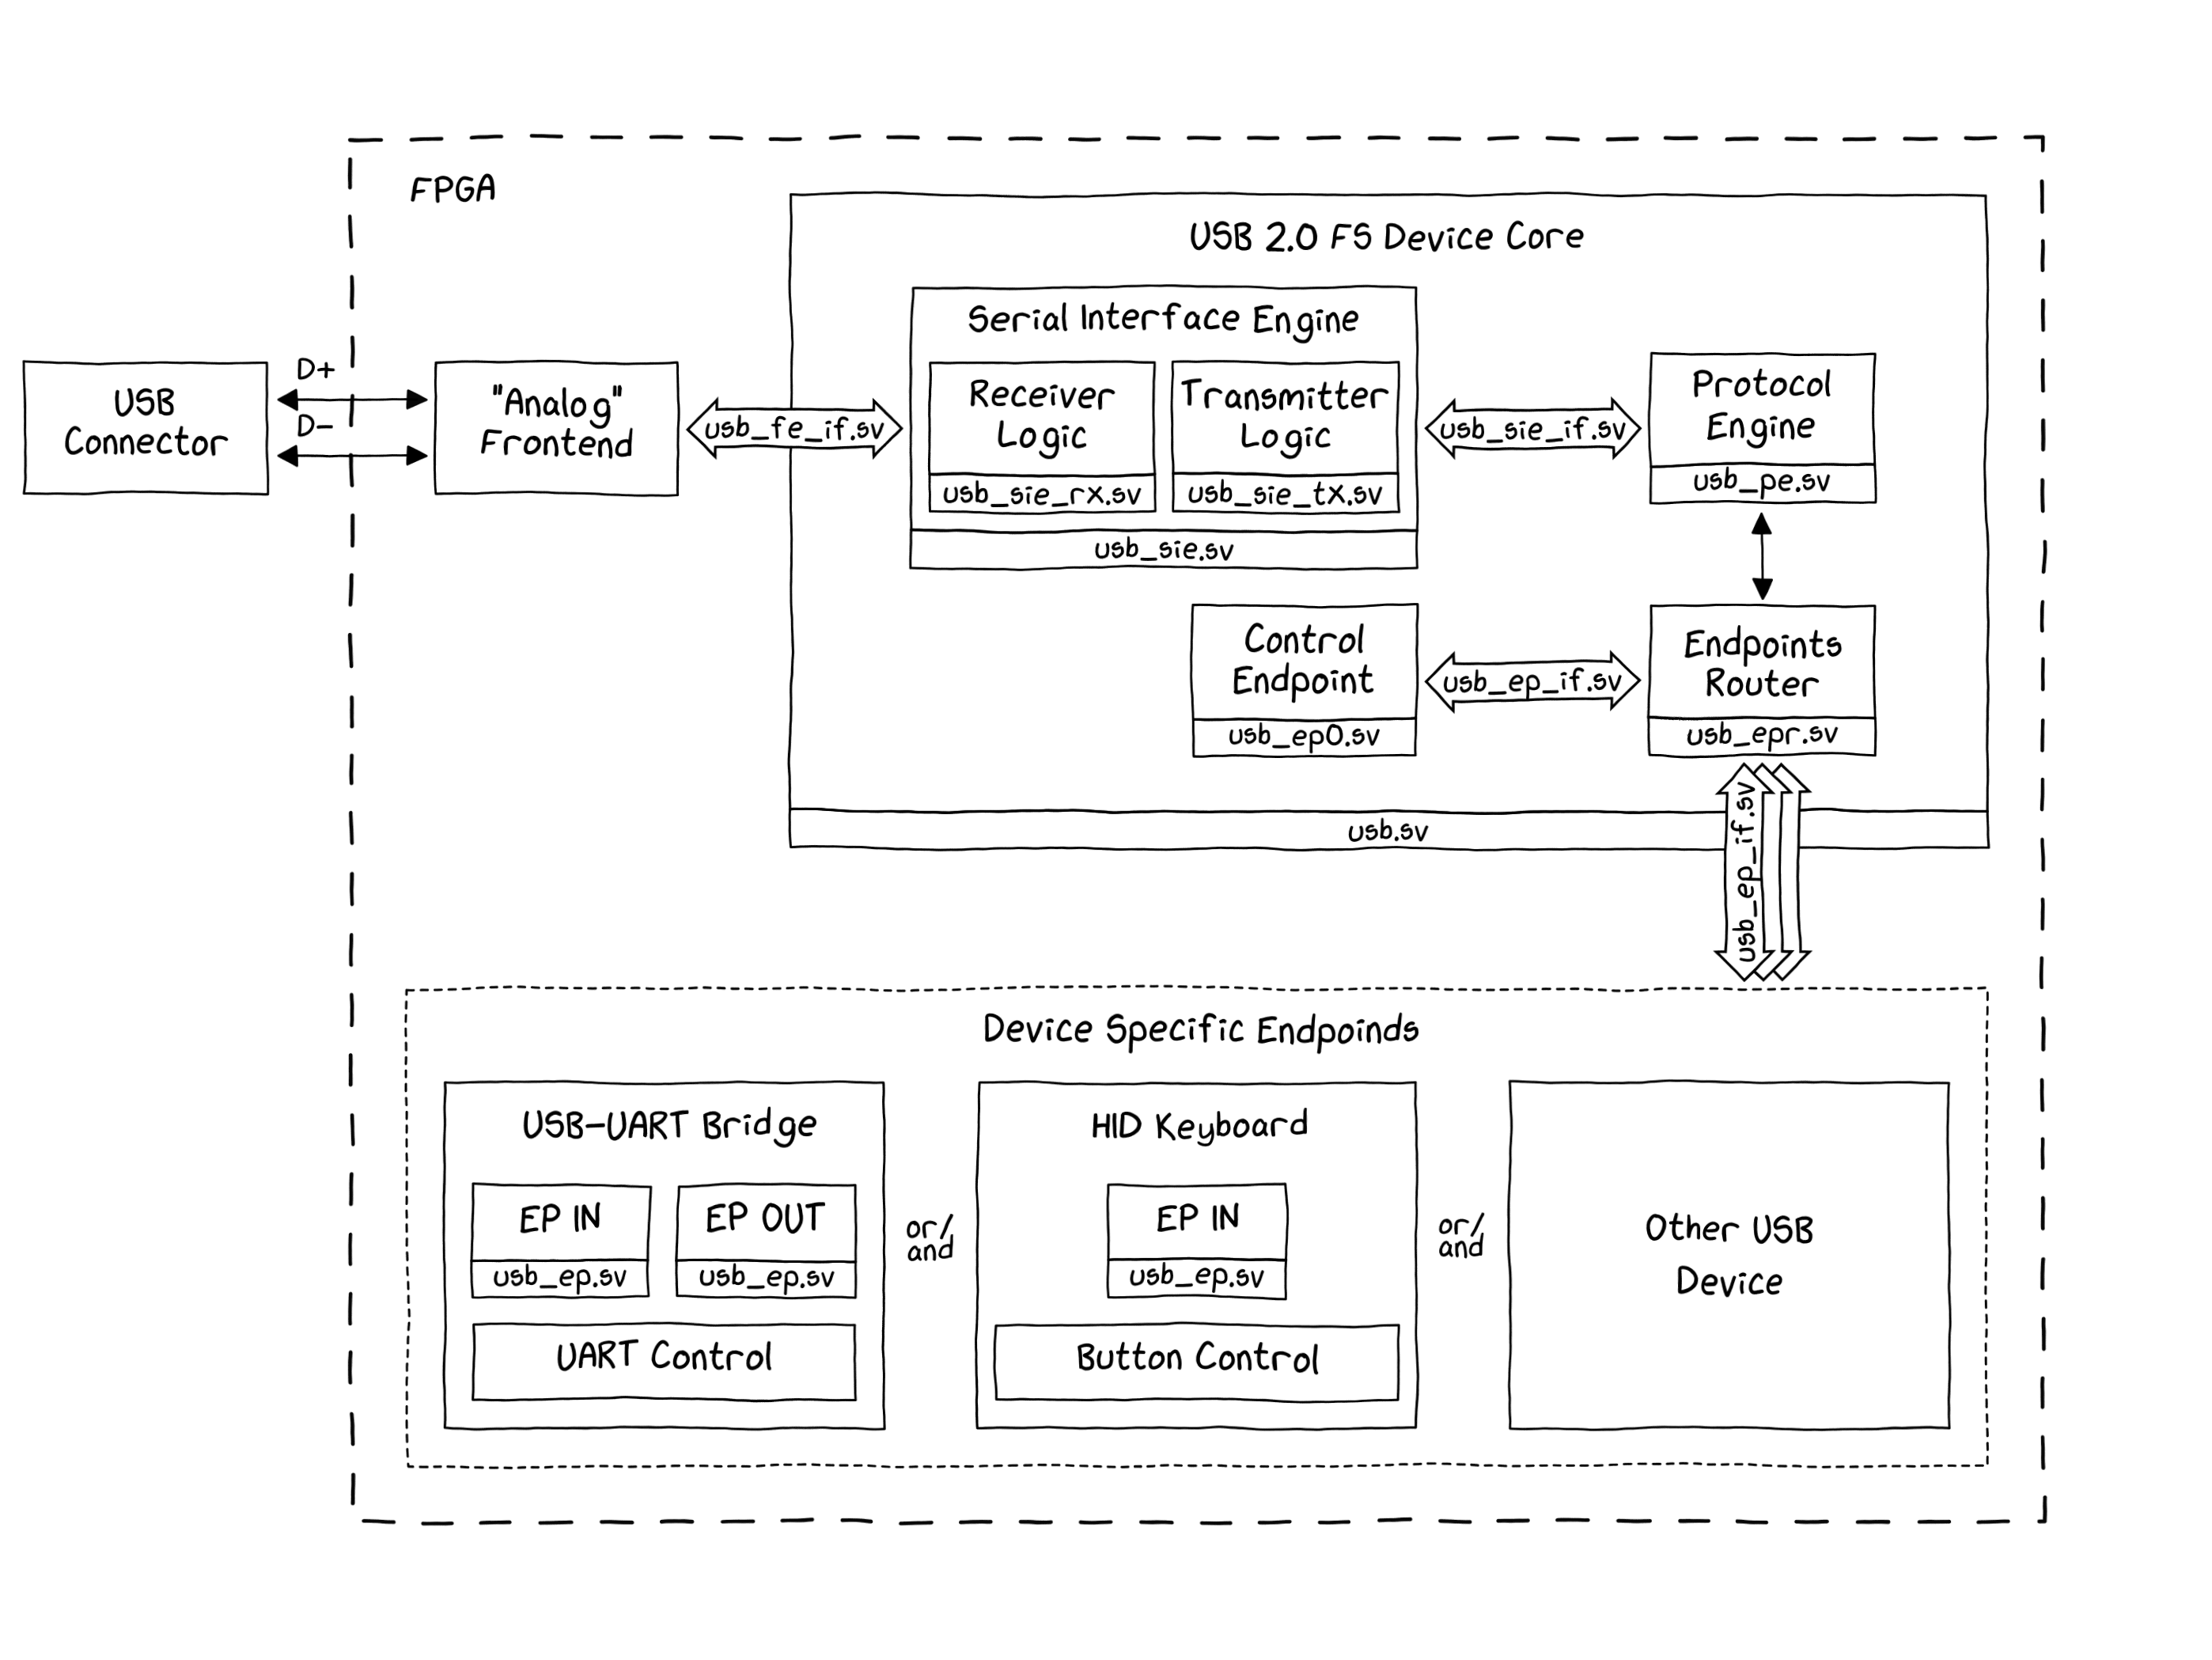 FPGA
USB 2.0 FS Device Core
Serial Interface Engine
USB
Connector
D+
D-
"Analog"
Frontend
usb_fe_if.sv
Receiver
Logic
usb_sie_rx.sv
Transmitter
Logic
usb_sie_tx.sv
usb_sie.sv
usb_sie_if.sv
Protocol
Engine
usb_pe.sv
Control
Endpoint
usb_ep0.sv
usb_ep_if.sv
Endpoints
Router
usb_epr.sv
usb.sv
usb_ep_if.sv
Device Specific Endpoinds
USB-UART Bridge
EP IN
usb_ep.sv
EP OUT
usb_ep.sv
UART Control
or/
and
HID Keyboard
EP IN
usb_ep.sv
Button Control
or/
and
Other USB
Device